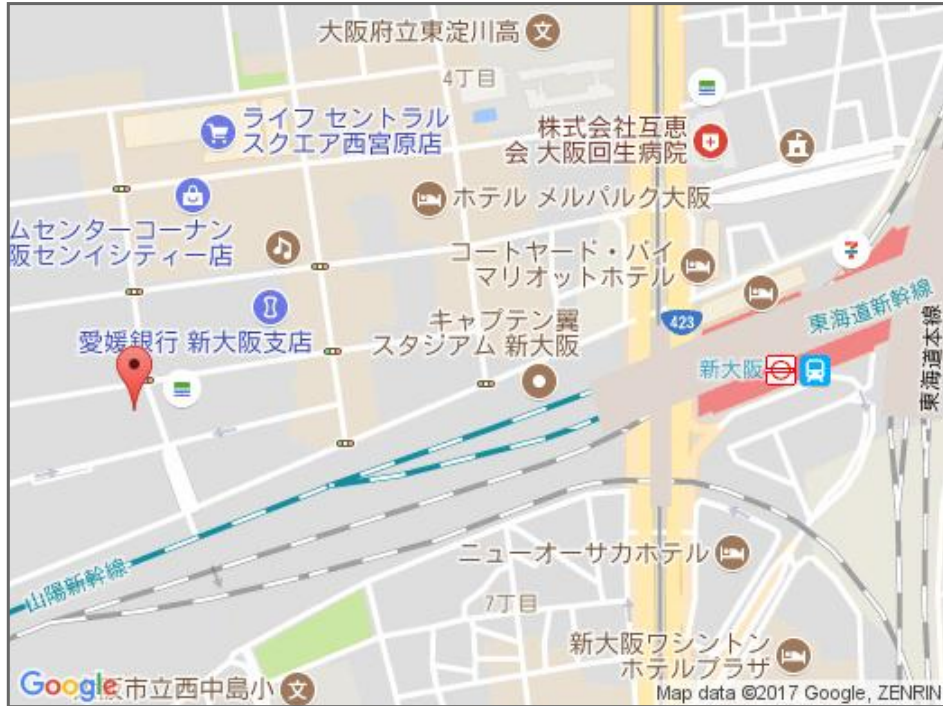 大阪府立東淀川高
4丁目
ライフ セントラル
スクエア西宮原店
株式会社互恵
会 大阪回生病院
ホテル メルパルク大阪
ムセンターコーナン
阪センイシティー店
コートヤード・バイ
マリオットホテル
423
東海道新幹線
キャプテン翼
スタジアム 新大阪
愛媛銀行 新大阪支店
新大阪
東海道本線
山陽新幹線
ニューオーサカホテル
7丁目
新大阪ワシントン
ホテルプラザ
Google
阪市立西中島小
文
文
7
Map data ©2017 Google, ZENRIN